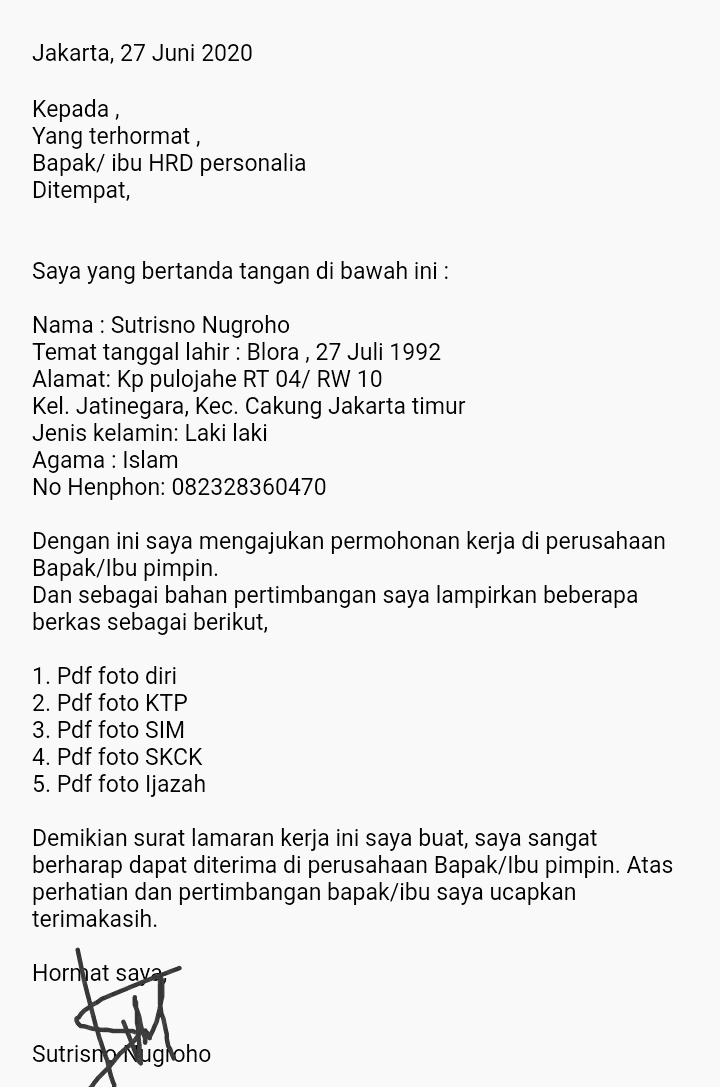 Jakarta, 27 Juni 2020
Kepada ,
Yang terhormat ,
Bapak/ ibu HRD personalia
Ditempat,
Saya yang bertanda tangan di bawah ini :
Nama : Sutrisno Nugroho
Temat tanggal lahir : Blora , 27 Juli 1992
Alamat: Kp pulojahe RT 04/ RW 10
Kel. Jatinegara, Kec. Cakung Jakarta timur
Jenis kelamin: Laki laki
Agama : Islam
No Henphon: 082328360470
Dengan ini saya mengajukan permohonan kerja di perusahaan
Bapak/Ibu pimpin.
Dan sebagai bahan pertimbangan saya lampirkan beberapa
berkas sebagai berikut,
1. Pdf foto diri
2. Pdf foto KTP
3. Pdf foto SIM
4. Pdf foto SKCK
5. Pdf foto Ijazah
Demikian surat lamaran kerja ini saya buat, saya sangat
berharap dapat diterima di perusahaan Bapak/Ibu pimpin. Atas
perhatian dan pertimbangan bapak/ibu saya ucapkan
terimakasih.
Hormat saya,
Sutrisno Nugroho